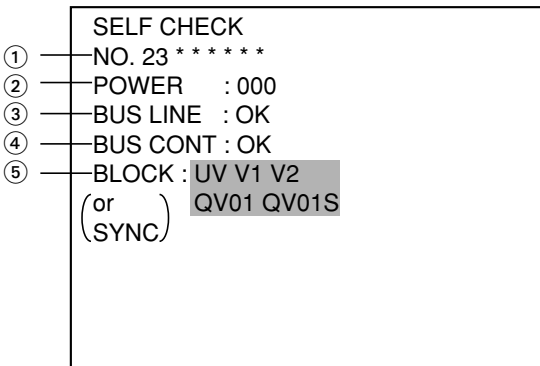 SELF CHECK
① NO. 23 * * * * * *
② POWER : 000
③ BUS LINE : OK
④ BUS CONT : OK
⑤ BLOCK : UV V1 V2
(or QV01 QV01S
SYNC)